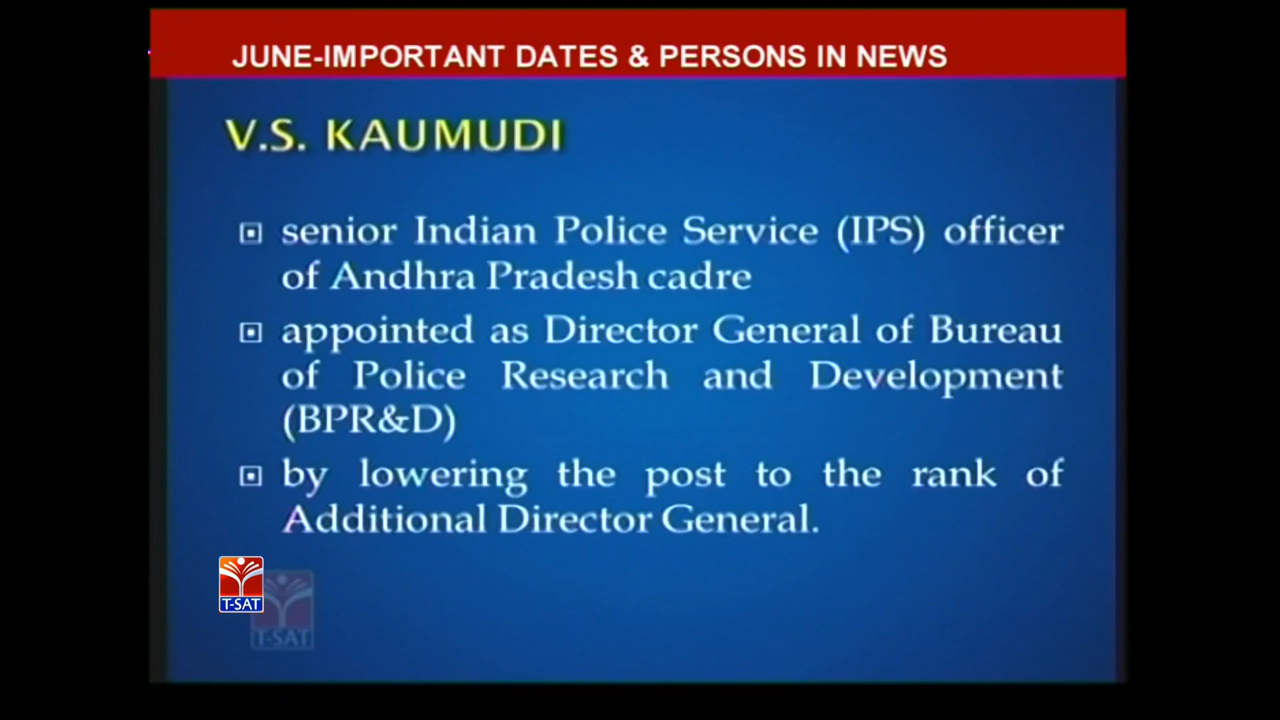 JUNE-IMPORTANT DATES & PERSONS IN NEWS
V.S. KAUMUDI
senior Indian Police Service (IPS) officer
of Andhra Pradesh cadre
appointed as Director General of Bureau
of Police Research and Development
(BPR&D)
by lowering the post to the rank of
Additional Director General.
T-SAT
T-SAT